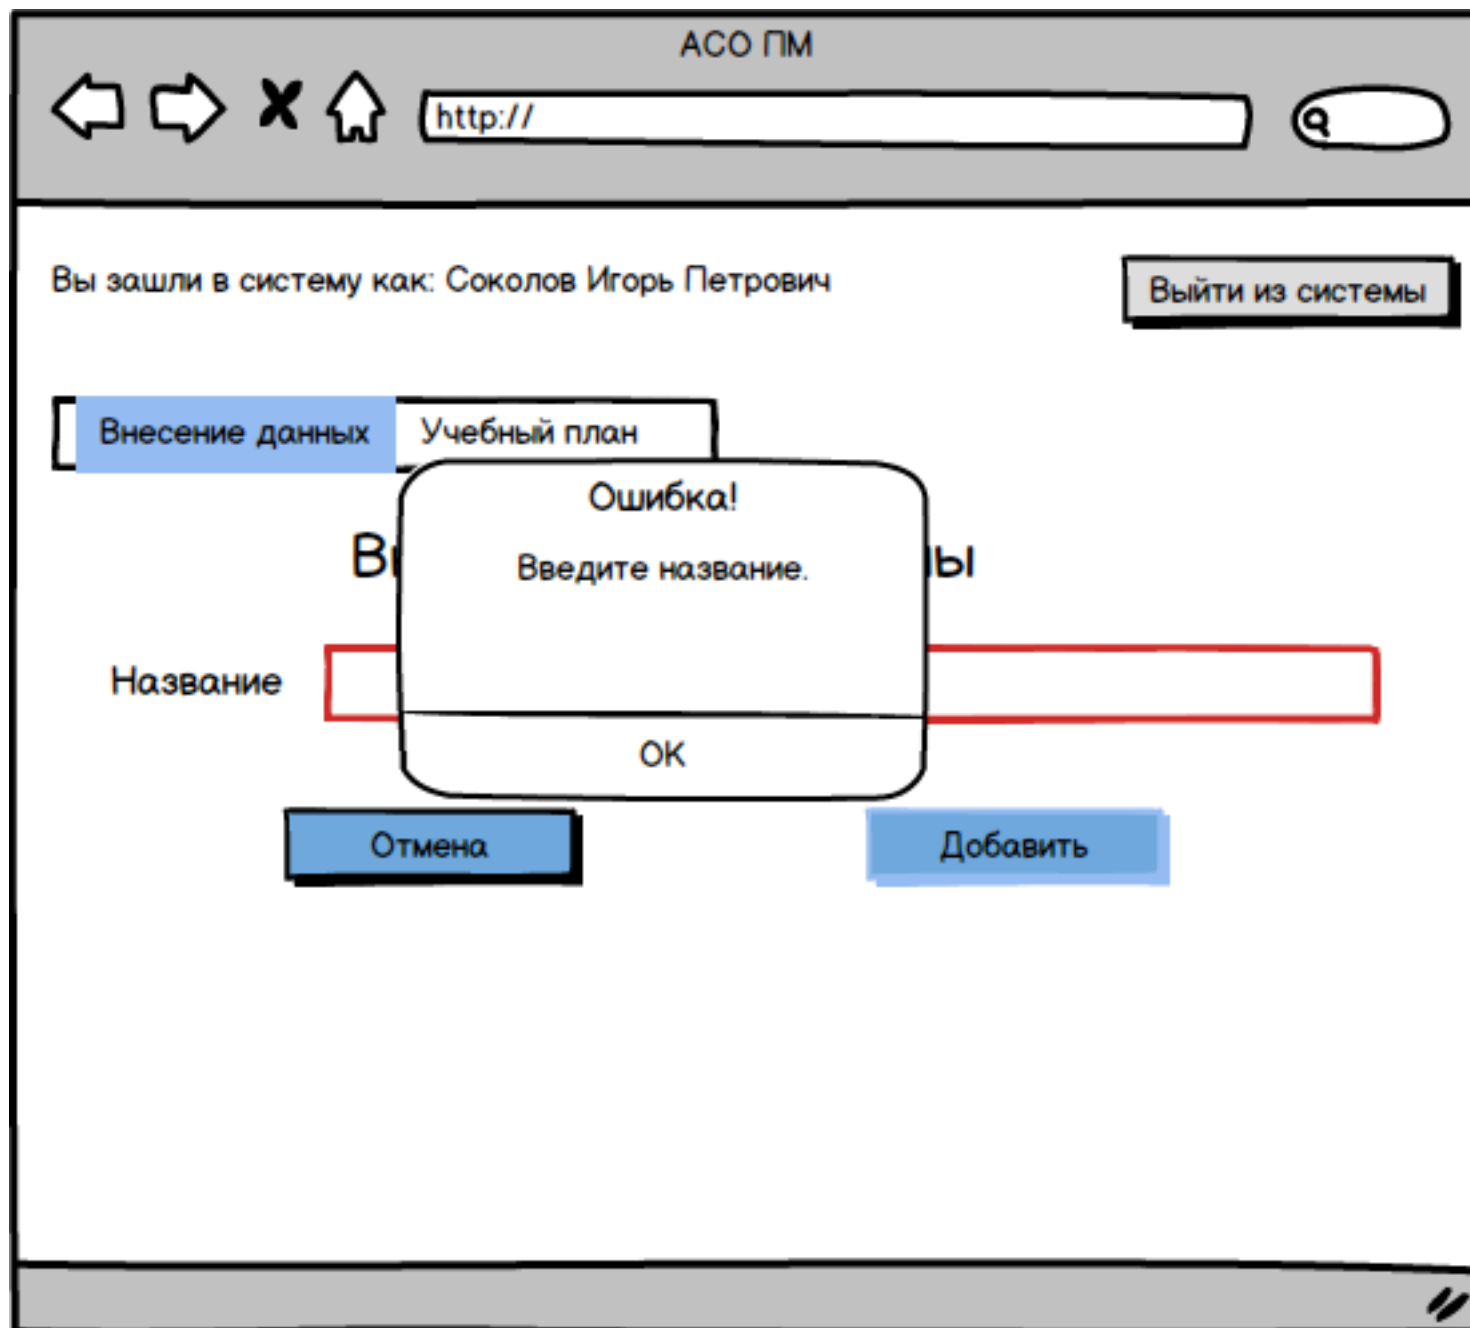 АСО ПМ
http://
Вы зашли в систему как: Соколов Игорь Петрович
Выйти из системы
Внесение данных Учебный план
Ошибка!
Введите название.
Название
ОК
Отмена Добавить